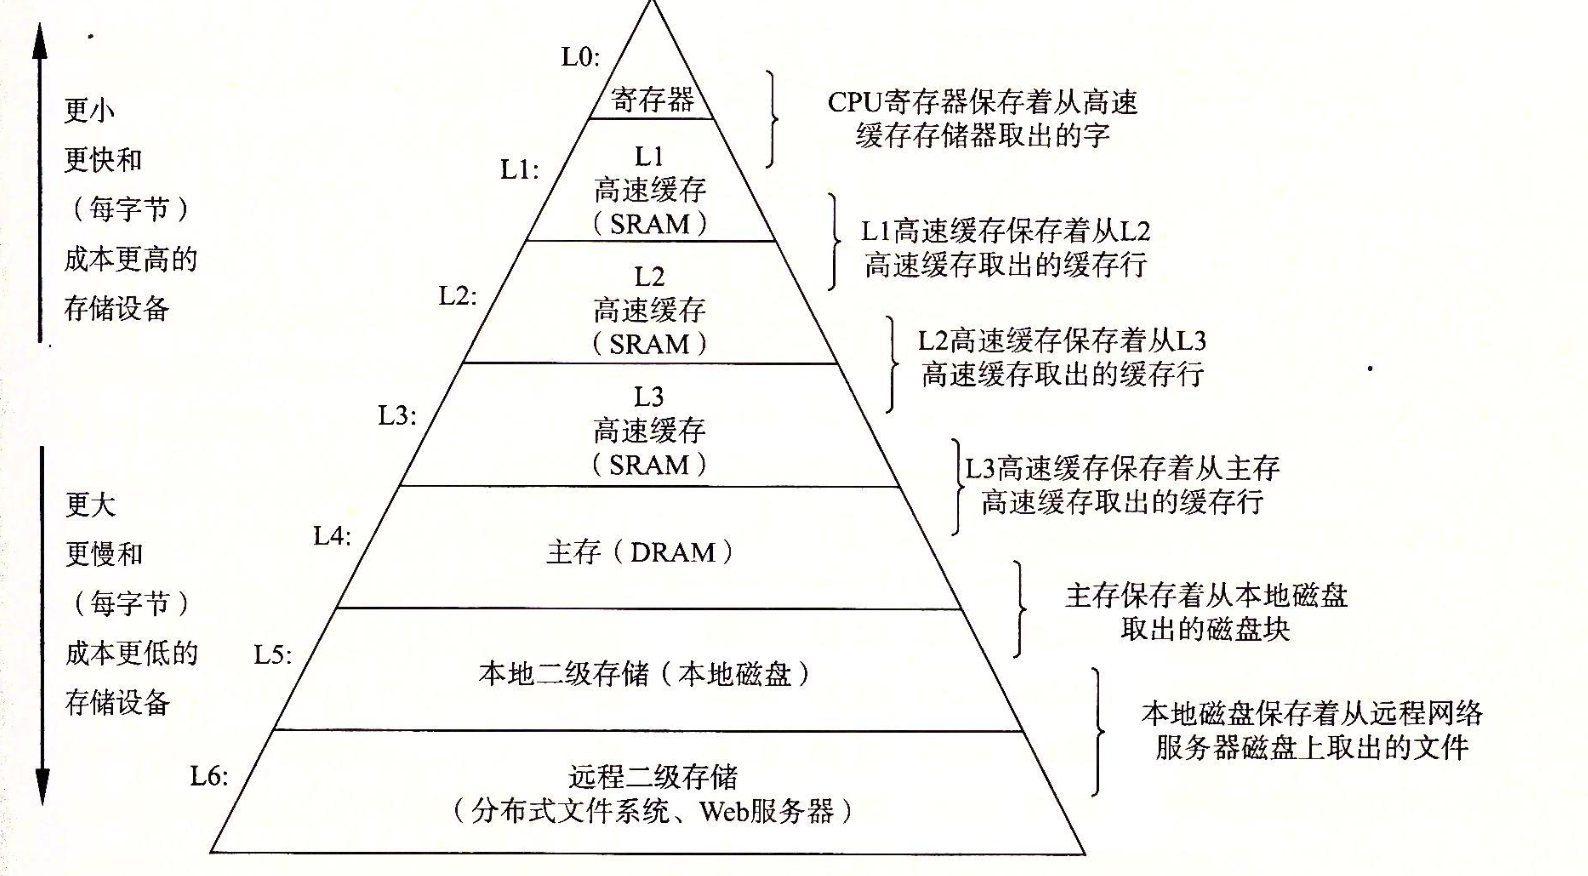 更小
更快和
（每字节）
成本更高的
存储设备
更大
更慢和
（每字节）
成本更低的
存储设备
L0:
寄存器
CPU寄存器保存着从高速
缓存存储器取出的字
L1:
L1
高速缓存
（SRAM）
L1高速缓存保存着从L2
高速缓存取出的缓存行
L2:
L2
高速缓存
（SRAM）
L2高速缓存保存着从L3
高速缓存取出的缓存行
L3:
L3
高速缓存
（SRAM）
L3高速缓存保存着从主存
高速缓存取出的缓存行
L4:
主存（DRAM）
主存保存着从本地磁盘
取出的磁盘块
L5:
本地二级存储（本地磁盘）
本地磁盘保存着从远程网络
服务器磁盘上取出的文件
L6:
远程二级存储
（分布式文件系统、Web服务器）